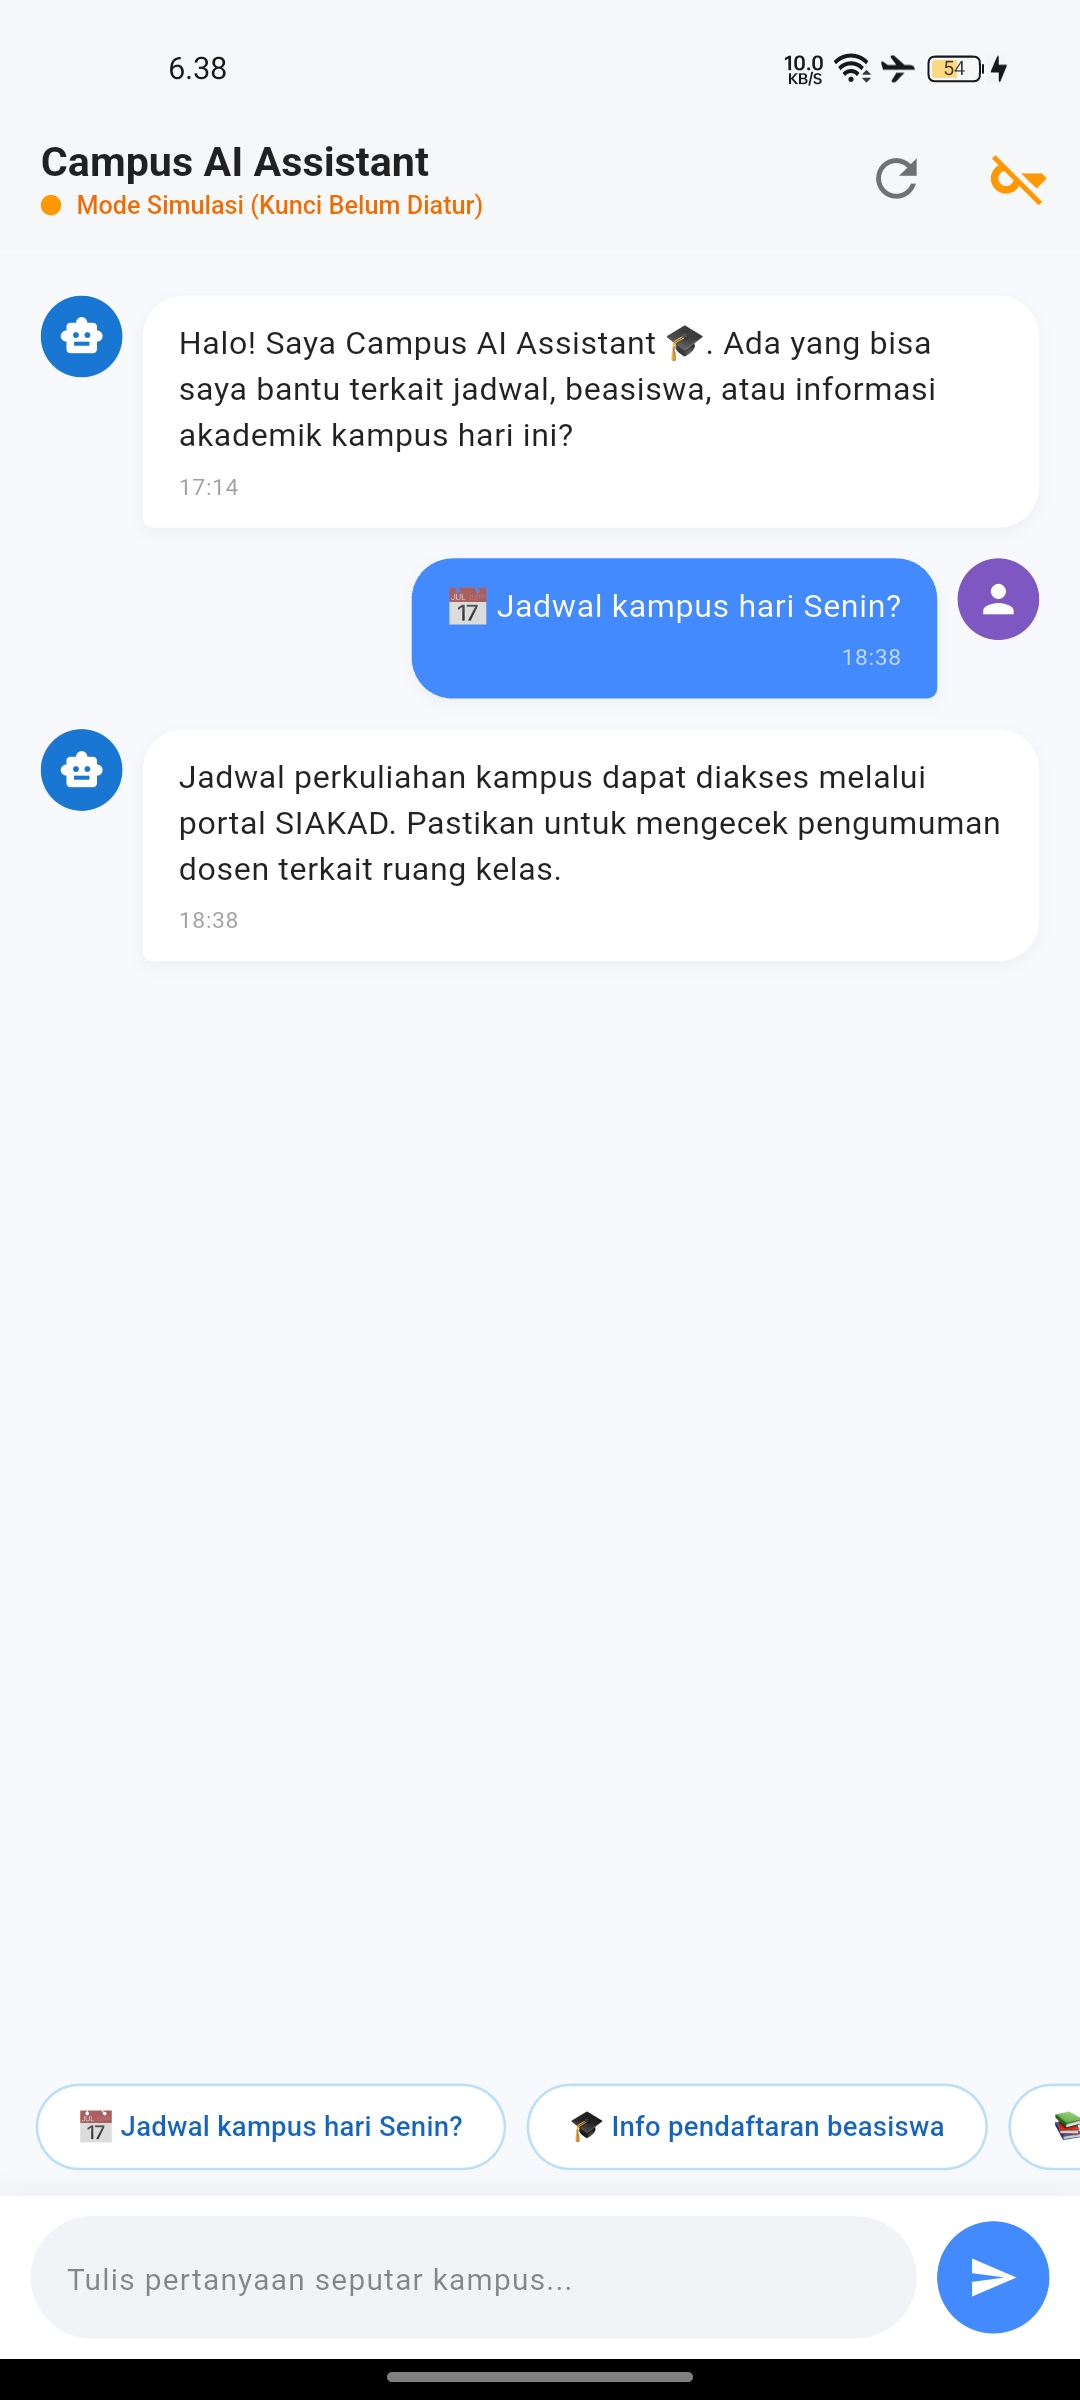 6.38
10.0
KB/S
54
Campus AI Assistant
Mode Simulasi (Kunci Belum Diatur)
Halo! Saya Campus AI Assistant 🎓. Ada yang bisa
saya bantu terkait jadwal, beasiswa, atau informasi
akademik kampus hari ini?
17:14
📅 Jadwal kampus hari Senin?
18:38
Jadwal perkuliahan kampus dapat diakses melalui
portal SIAKAD. Pastikan untuk mengecek pengumuman
dosen terkait ruang kelas.
18:38
📅 Jadwal kampus hari Senin?
🎓 Info pendaftaran beasiswa
📚
Tulis pertanyaan seputar kampus...